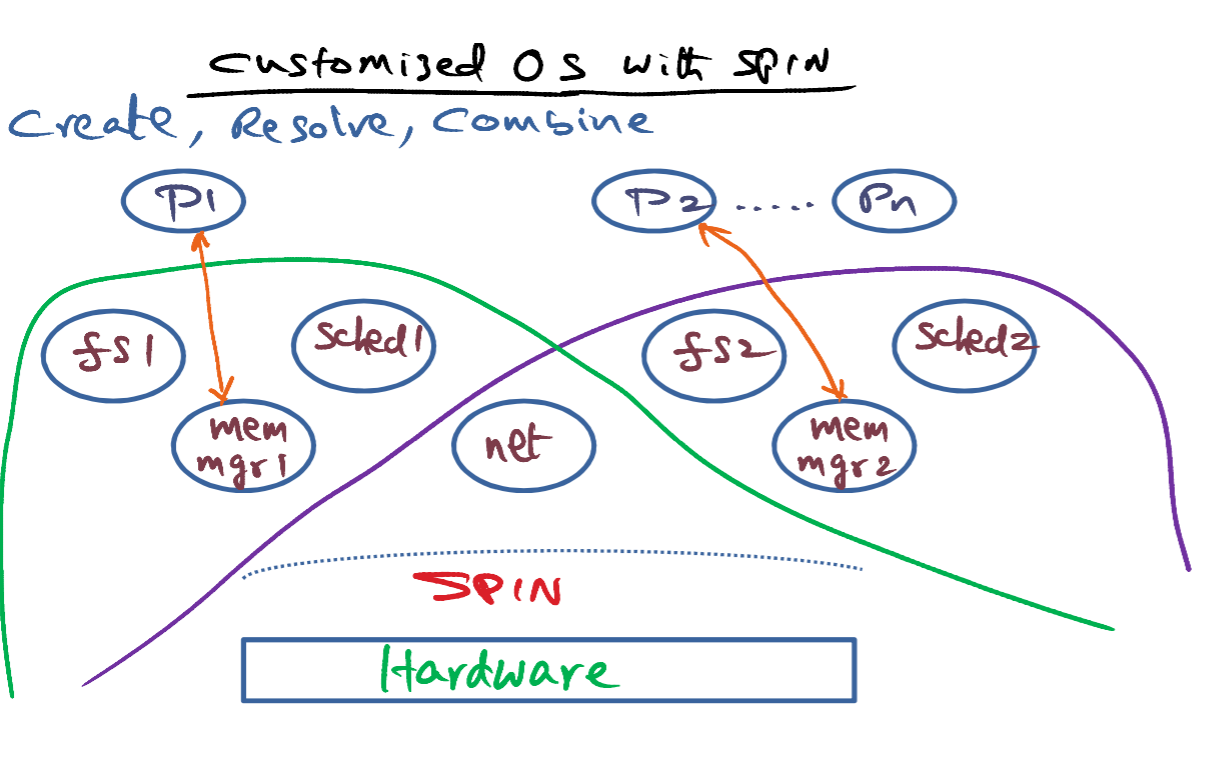 Customized OS with SPIN
Create, Resolve, Combine
P1
P2 ..... Pn
fs1
sched1
fs2
sched2
mem
mgr1
net
mem
mgr2
SPIN
Hardware